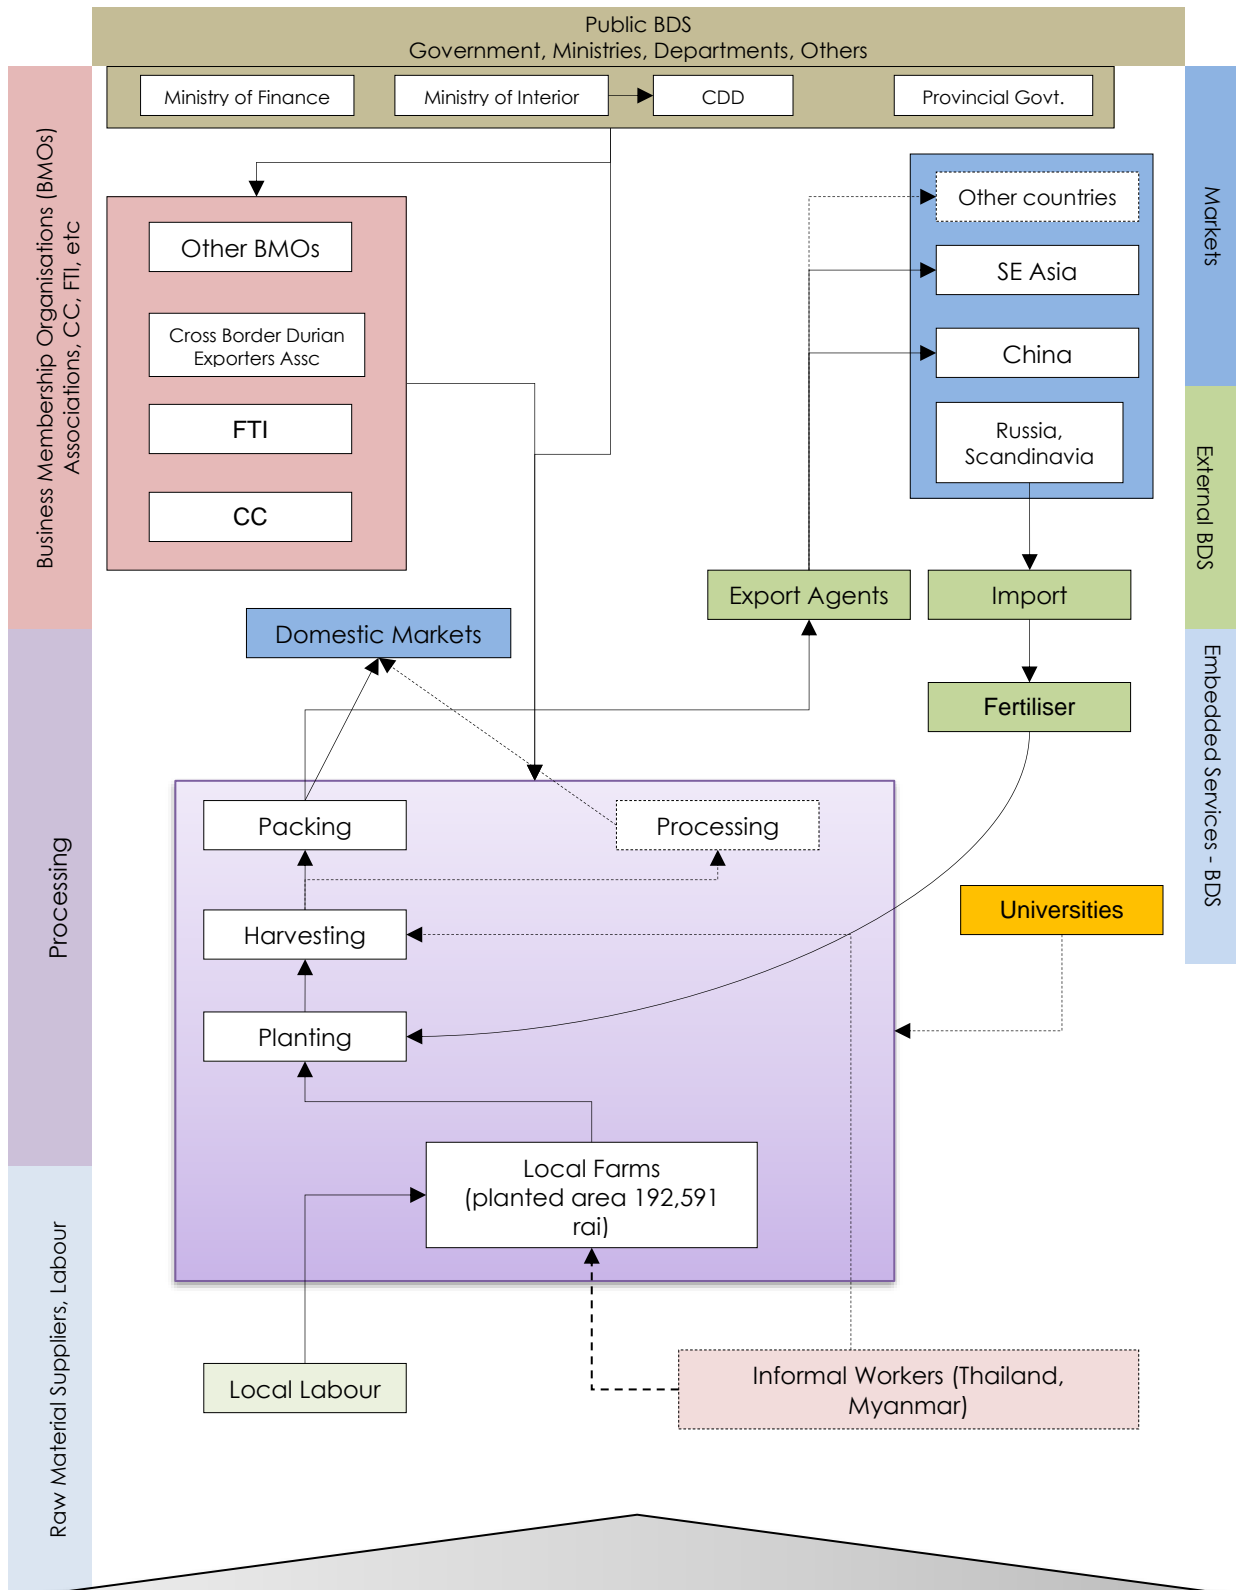 Public BDS
Government, Ministries, Departments, Others
Ministry of Finance
Ministry of Interior
CDD
Provincial Govt.
Business Membership Organisations (BMOs)
Associations, CC, FTI, etc
Other BMOs
Cross Border Durian
Exporters Assc
FTI
CC
Other countries
SE Asia
China
Russia,
Scandinavia
Markets
External BDS
Export Agents
Import
Domestic Markets
Fertiliser
Embedded Services - BDS
Processing
Packing
Processing
Harvesting
Universities
Planting
Local Farms
(planted area 192,591
rai)
Raw Material Suppliers, Labour
Local Labour
Informal Workers (Thailand,
Myanmar)